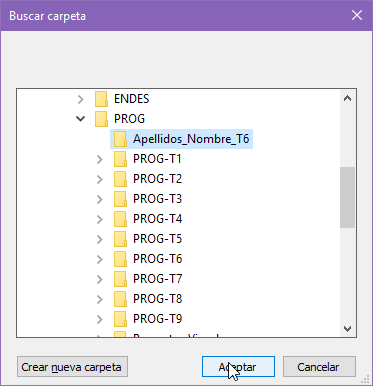 Buscar carpeta
ENDES
PROG
Apellidos_Nombre_T6
PROG-T1
PROG-T2
PROG-T3
PROG-T4
PROG-T5
PROG-T6
PROG-T7
PROG-T8
PROG-T9
Crear nueva carpeta
Aceptar
Cancelar